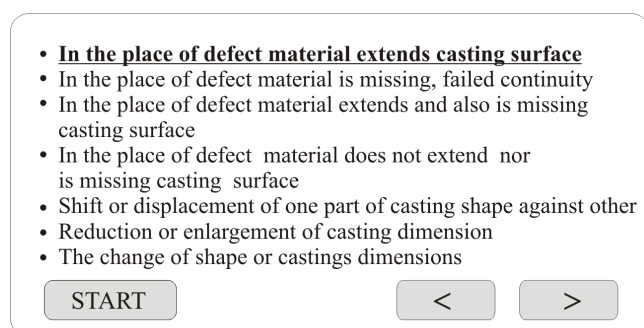 • In the place of defect material extends casting surface
• In the place of defect material is missing, failed continuity
• In the place of defect material extends and also is missing
casting surface
• In the place of defect material does not extend nor
is missing casting surface
• Shift or displacement of one part of casting shape against other
• Reduction or enlargement of casting dimension
• The change of shape or castings dimensions
START < >